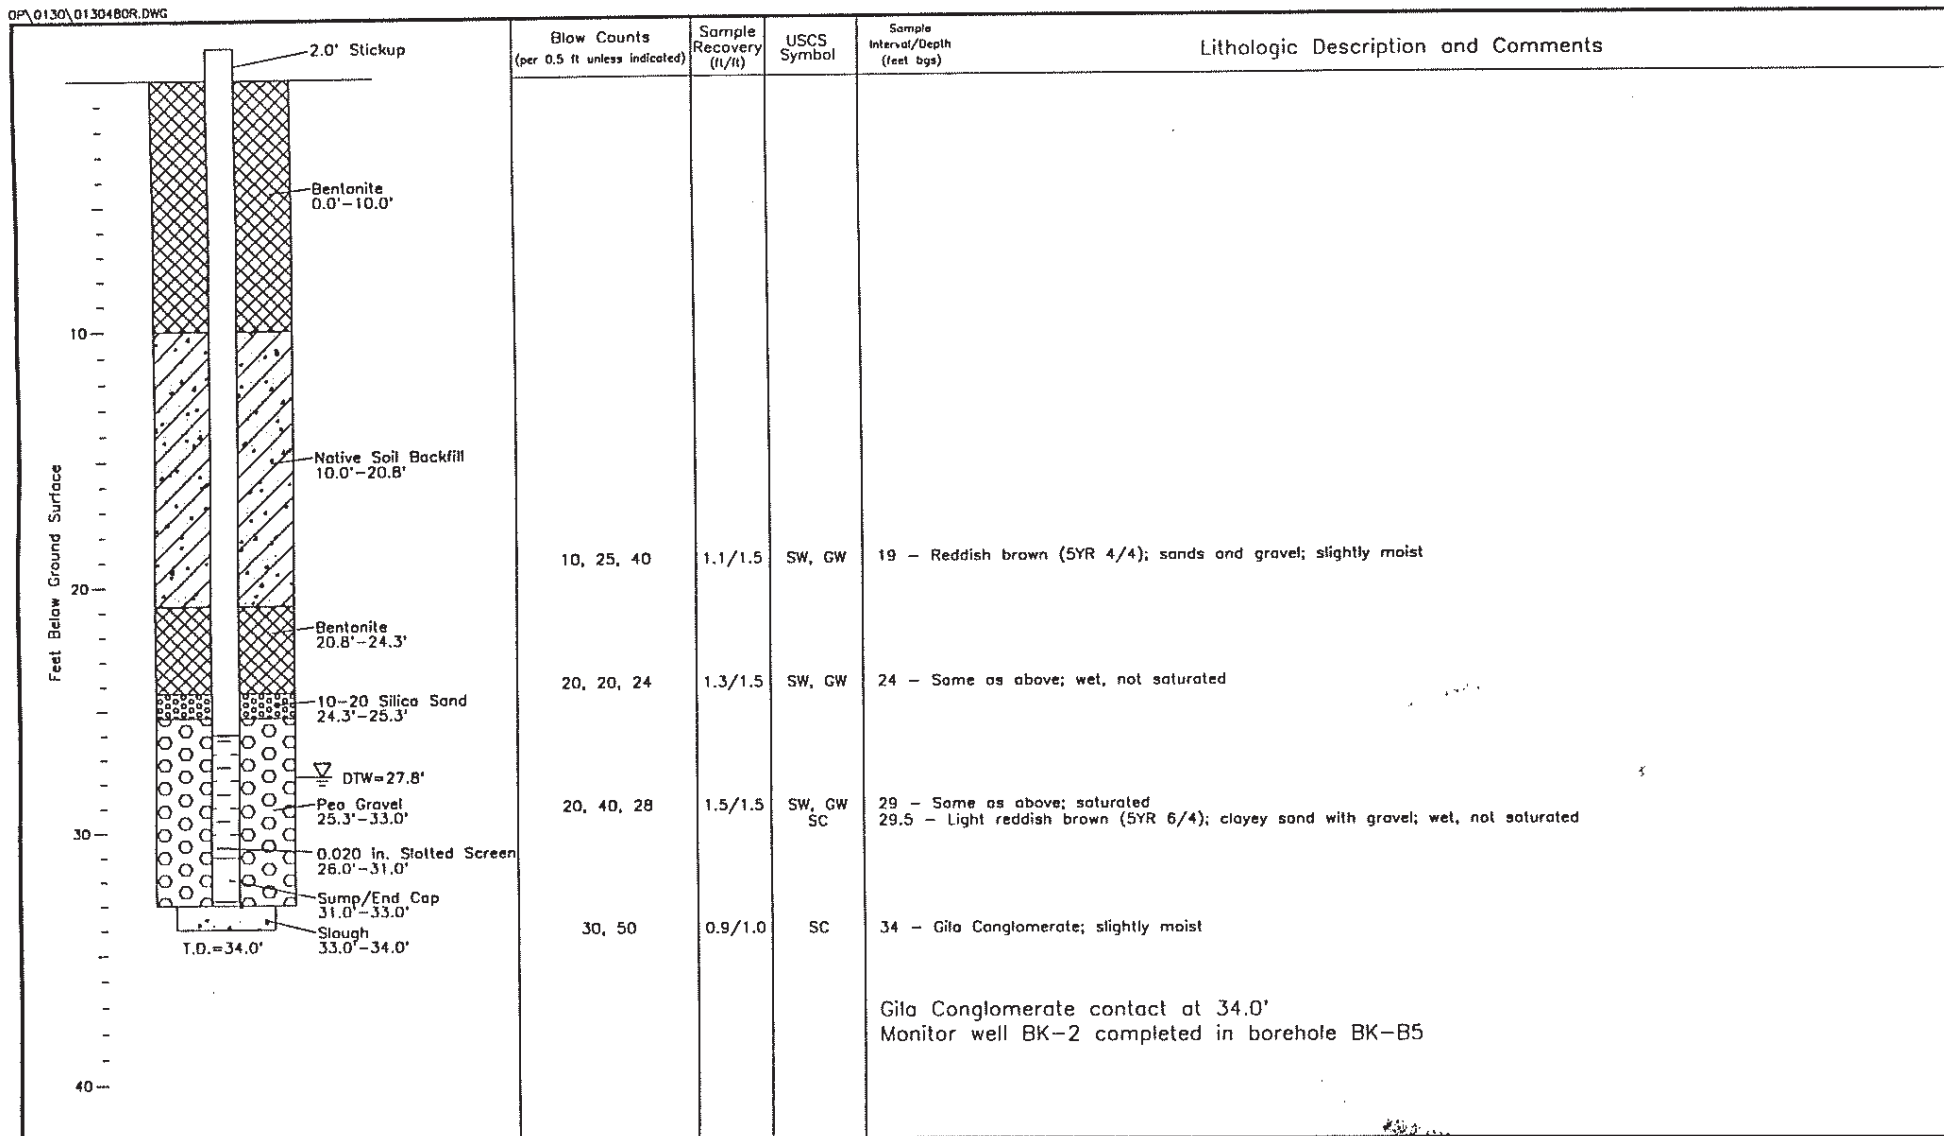 OP\0130\0130480R.DWG
Blow Counts
(per 0.5 ft unless indicated)
Sample
Recovery
(ft/ft)
USCS
Symbol
Sample
Interval/Depth
(feet bgs)
Lithologic Description and Comments
2.0' Stickup
Bentonite
0.0'-10.0'
10
Native Soil Backfill
10.0'-20.8'
Feet Below Ground Surface
10, 25, 40 1.1/1.5 SW, GW 19 - Reddish brown (5YR 4/4); sands and gravel; slightly moist
20
Bentonite
20.8'-24.3'
20, 20, 24 1.3/1.5 SW, GW 24 - Same as above; wet, not saturated
10-20 Silica Sand
24.3'-25.3'
DTW=27.8'
Pea Gravel
25.3'-33.0'
20, 40, 28 1.5/1.5 SW, GW 29 - Same as above; saturated
SC 29.5 - Light reddish brown (5YR 6/4); clayey sand with gravel; wet, not saturated
30
0.020 in. Slotted Screen
26.0'-31.0'
Sump/End Cap
31.0'-33.0'
30, 50 0.9/1.0 SC 34 - Gila Conglomerate; slightly moist
Slough
33.0'-34.0'
T.D.=34.0'
Gila Conglomerate contact at 34.0'
Monitor well BK-2 completed in borehole BK-B5
40